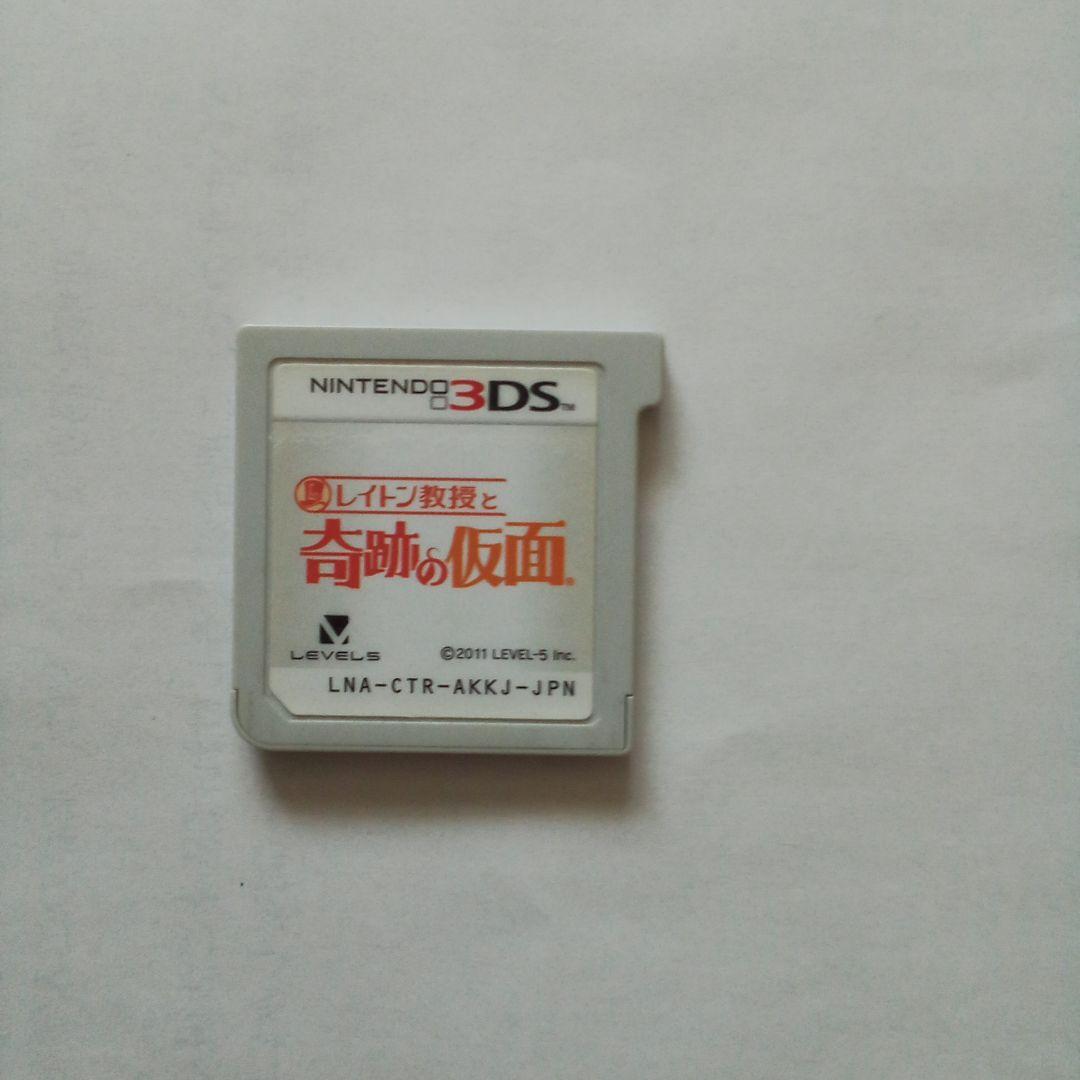 NINTENDO 3DS™
レイトン教授と
奇跡の仮面®
LEVEL5
©2011 LEVEL-5 Inc.
LNA-CTR-AKKJ-JPN